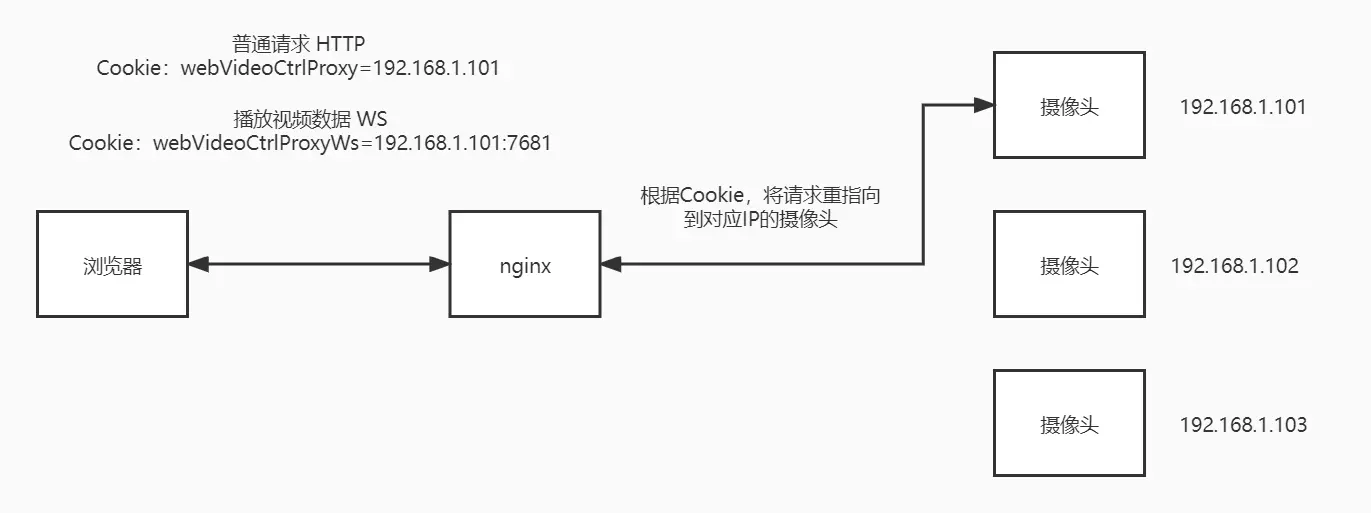 普通请求 HTTP
Cookie：webVideoCtrlProxy=192.168.1.101
播放视频数据 WS
Cookie：webVideoCtrlProxyWs=192.168.1.101:7681
浏览器
nginx
根据Cookie，将请求重指向
到对应IP的摄像头
摄像头
192.168.1.101
摄像头
192.168.1.102
摄像头
192.168.1.103